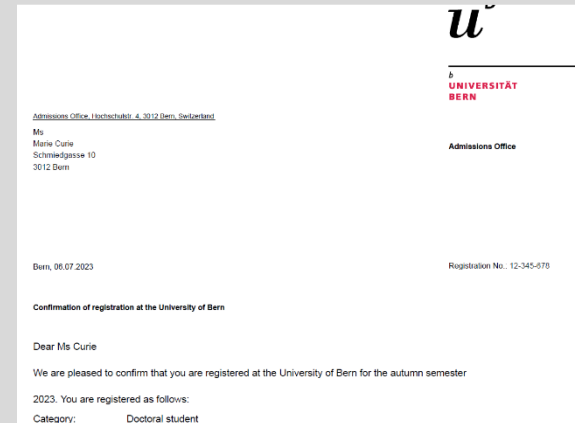 u
b
UNIVERSITÄT
BERN
Admissions Office, Hochschulstr. 4, 3012 Bern, Switzerland
Ms
Marie Curie
Schmiedgasse 10
3012 Bern
Admissions Office
Bern, 06.07.2023
Registration No.: 12-345-678
Confirmation of registration at the University of Bern
Dear Ms Curie
We are pleased to confirm that you are registered at the University of Bern for the autumn semester
2023. You are registered as follows:
Category: Doctoral student